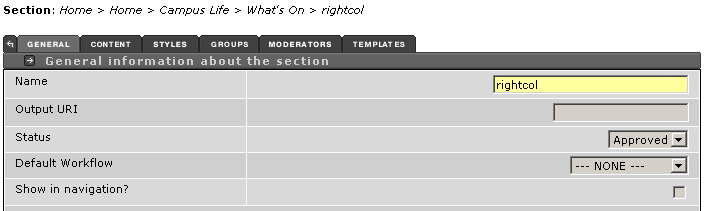 Section: Home > Home > Campus Life > What's On > rightcol
GENERAL CONTENT STYLES GROUPS MODERATORS TEMPLATES
General information about the section
Name rightcol
Output URI
Status Approved
Default Workflow --- NONE ---
Show in navigation?